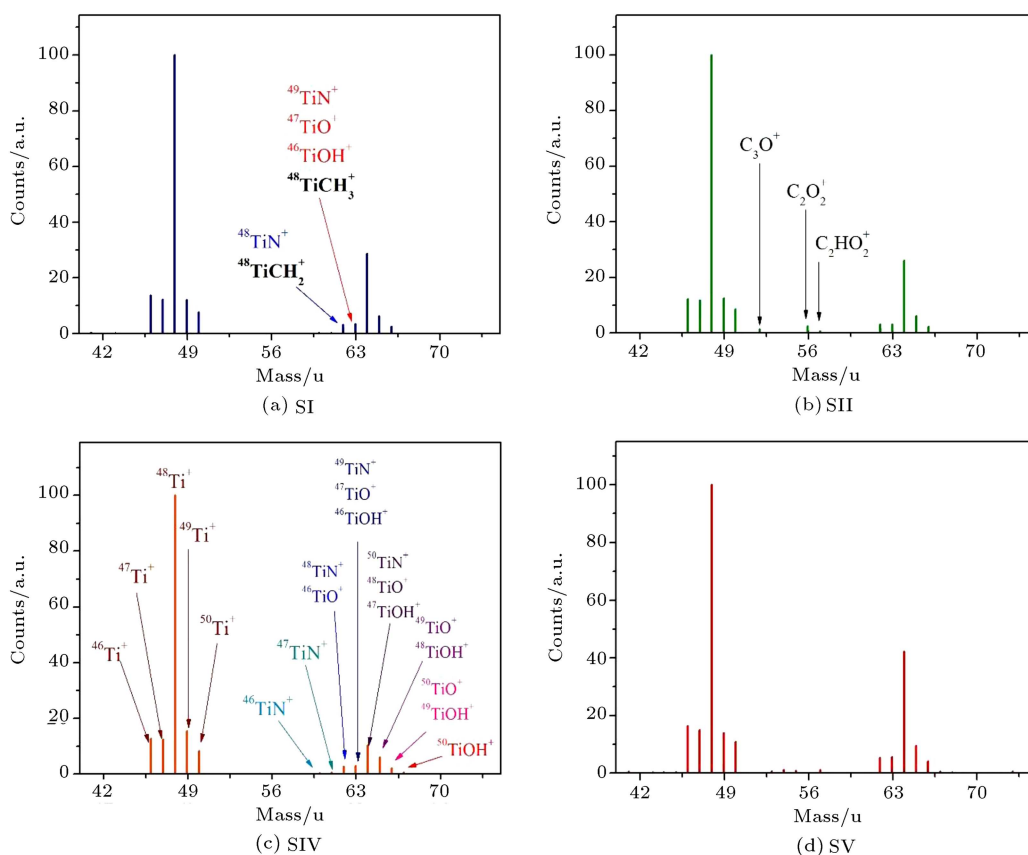 100
80
60
40
20
0
Counts/a.u.
⁴⁹TiN⁺
⁴⁷TiO⁺
⁴⁶TiOH⁺
⁴⁸TiCH₃⁺
⁴⁸TiN⁺
⁴⁸TiCH₂⁺
42 49 56 63 70
Mass/u
(a) SI
100
80
60
40
20
0
Counts/a.u.
C₃O⁺
C₂O₂⁺
C₂HO₂⁺
42 49 56 63 70
Mass/u
(b) SII
100
80
60
40
20
0
Counts/a.u.
⁴⁸Ti⁺
⁴⁹Ti⁺
⁴⁷Ti⁺
⁵⁰Ti⁺
⁴⁶Ti⁺
⁴⁹TiN⁺
⁴⁷TiO⁺
⁴⁶TiOH⁺
⁴⁸TiN⁺
⁴⁶TiO⁺
⁵⁰TiN⁺
⁴⁸TiO⁺
⁴⁷TiOH⁺
⁴⁷TiN⁺
⁴⁹TiO⁺
⁴⁸TiOH⁺
⁴⁶TiN⁺
⁵⁰TiO⁺
⁴⁹TiOH⁺
⁵⁰TiOH⁺
42 49 56 63 70
Mass/u
(c) SIV
100
80
60
40
20
0
Counts/a.u.
42 49 56 63 70
Mass/u
(d) SV